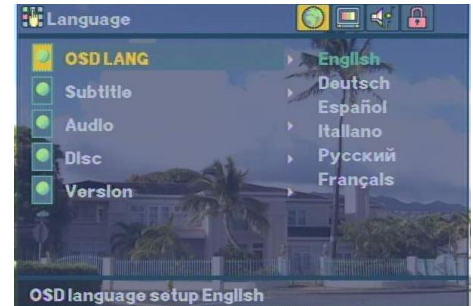 Language
OSD LANG
Subtitle
Audio
Disc
Version
English
Deutsch
Español
Italiano
Русский
Français
OSD language setup English